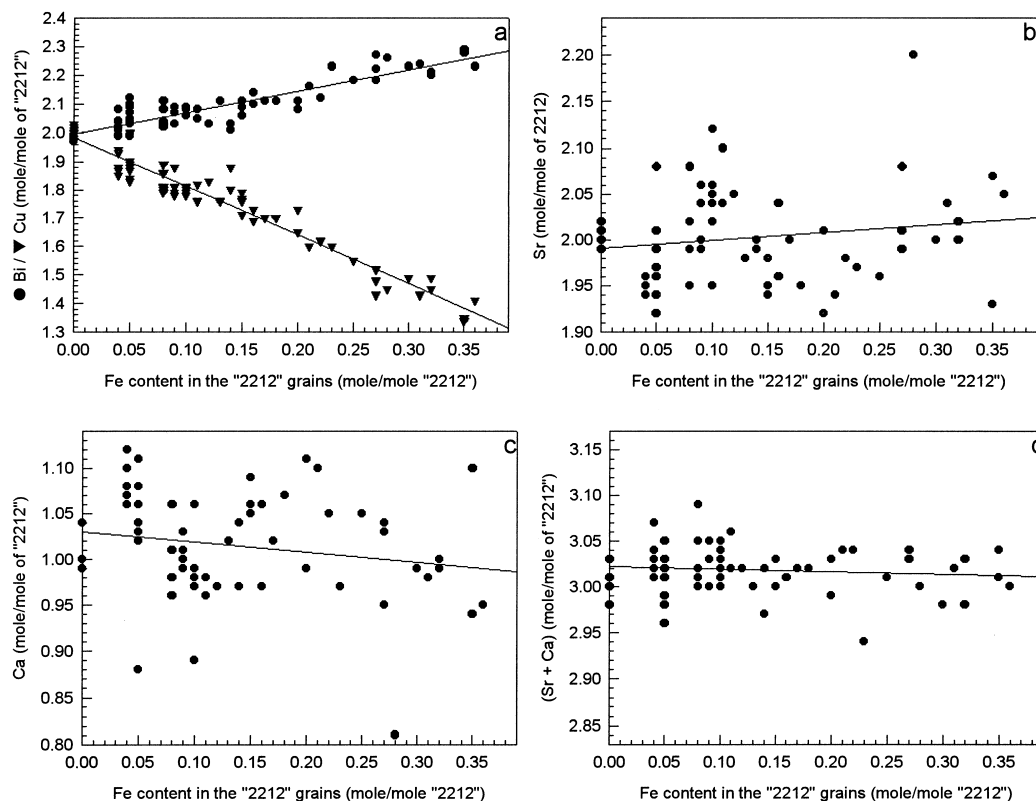 a
● Bi / ▼ Cu (mole/mole of "2212")
2.4
2.3
2.2
2.1
2.0
1.9
1.8
1.7
1.6
1.5
1.4
1.3
0.00 0.05 0.10 0.15 0.20 0.25 0.30 0.35
Fe content in the "2212" grains (mole/mole "2212")
b
Sr (mole/mole of 2212)
2.20
2.15
2.10
2.05
2.00
1.95
1.90
0.00 0.05 0.10 0.15 0.20 0.25 0.30 0.35
Fe content in the "2212" grains (mole/mole "2212")
c
Ca (mole/mole of "2212")
1.10
1.05
1.00
0.95
0.90
0.85
0.80
0.00 0.05 0.10 0.15 0.20 0.25 0.30 0.35
Fe content in the "2212" grains (mole/mole "2212")
(Sr + Ca) (mole/mole of "2212")
3.15
3.10
3.05
3.00
2.95
2.90
2.85
0.00 0.05 0.10 0.15 0.20 0.25 0.30 0.35
Fe content in the "2212" grains (mole/mole "2212")